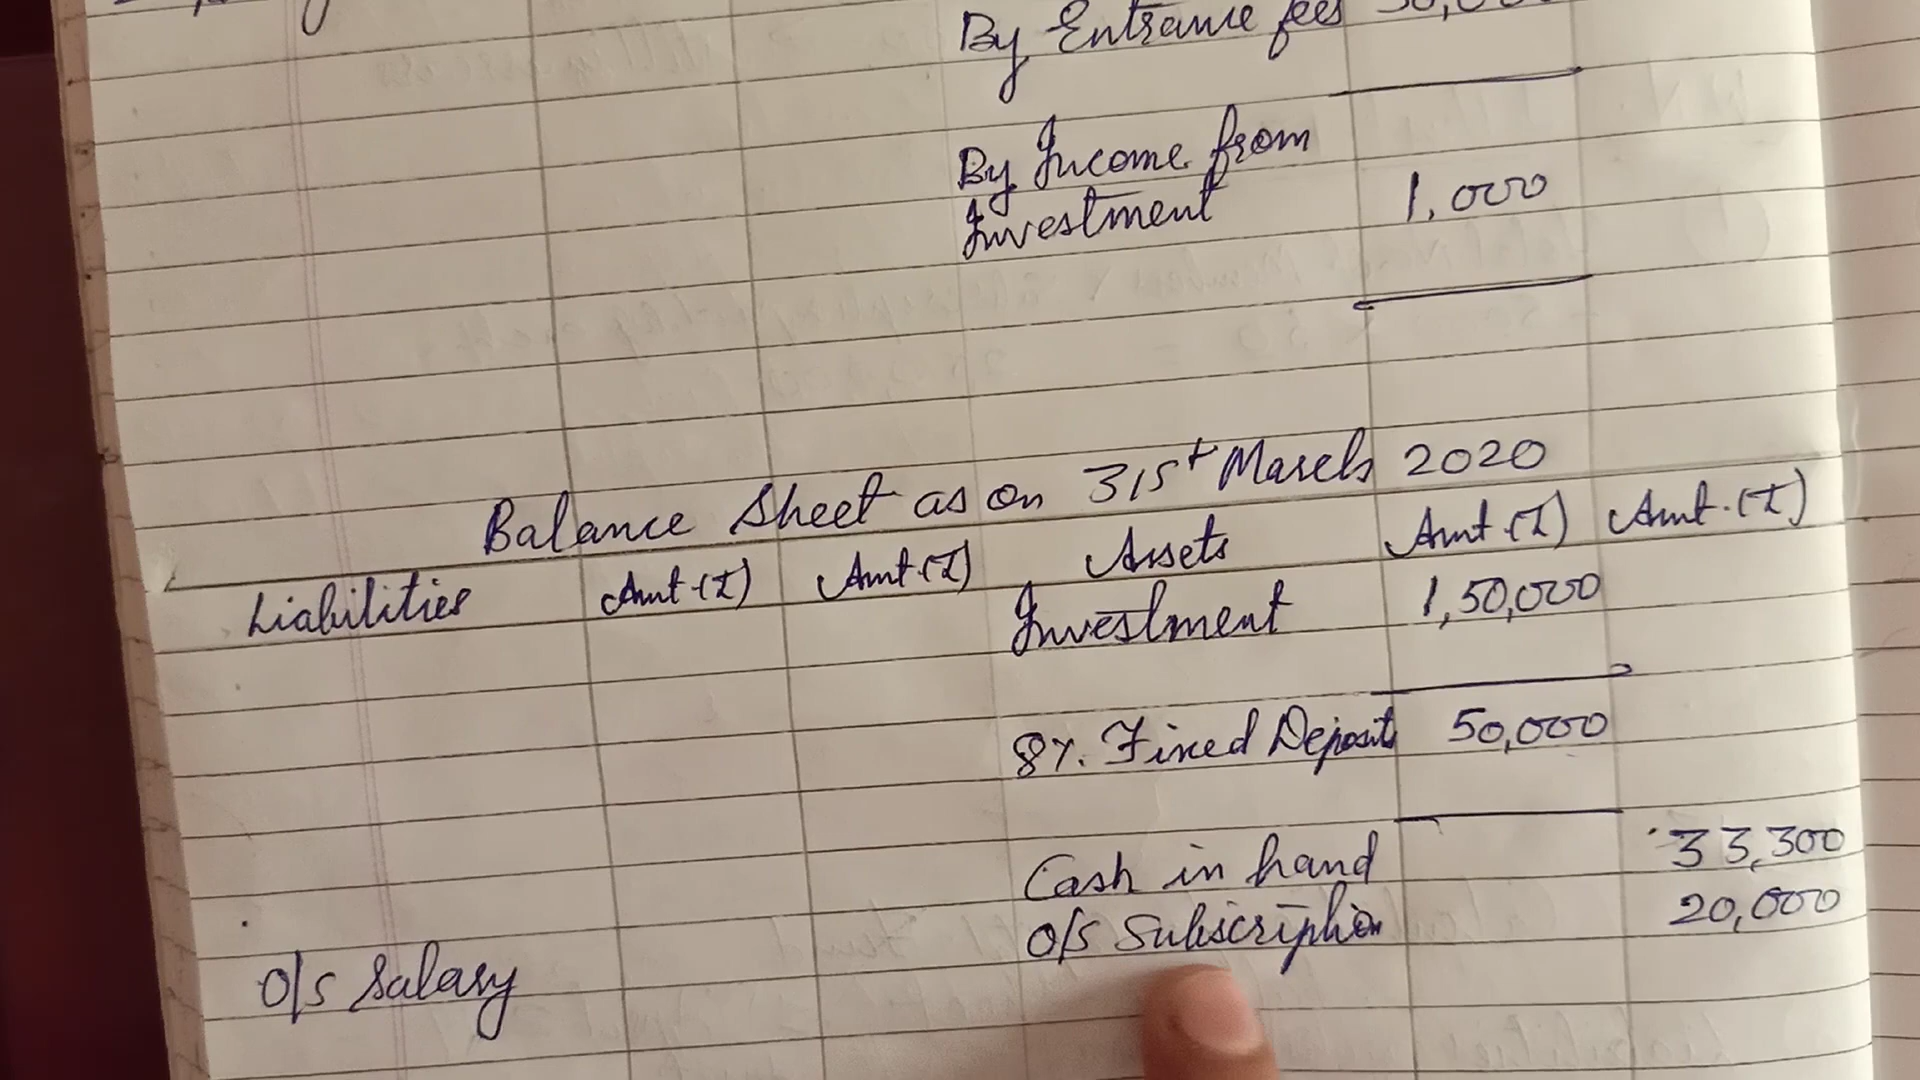 By Entrance fees
By Income from
Investment 1,000
Balance Sheet as on 31st March 2020
Liabilities Amt.(₹) Amt.(₹) Assets Amt.(₹) Amt.(₹)
Investment 1,50,000
8%. Fixed Deposit 50,000
Cash in hand 33,300
O/s Subscription 20,000
O/s Salary